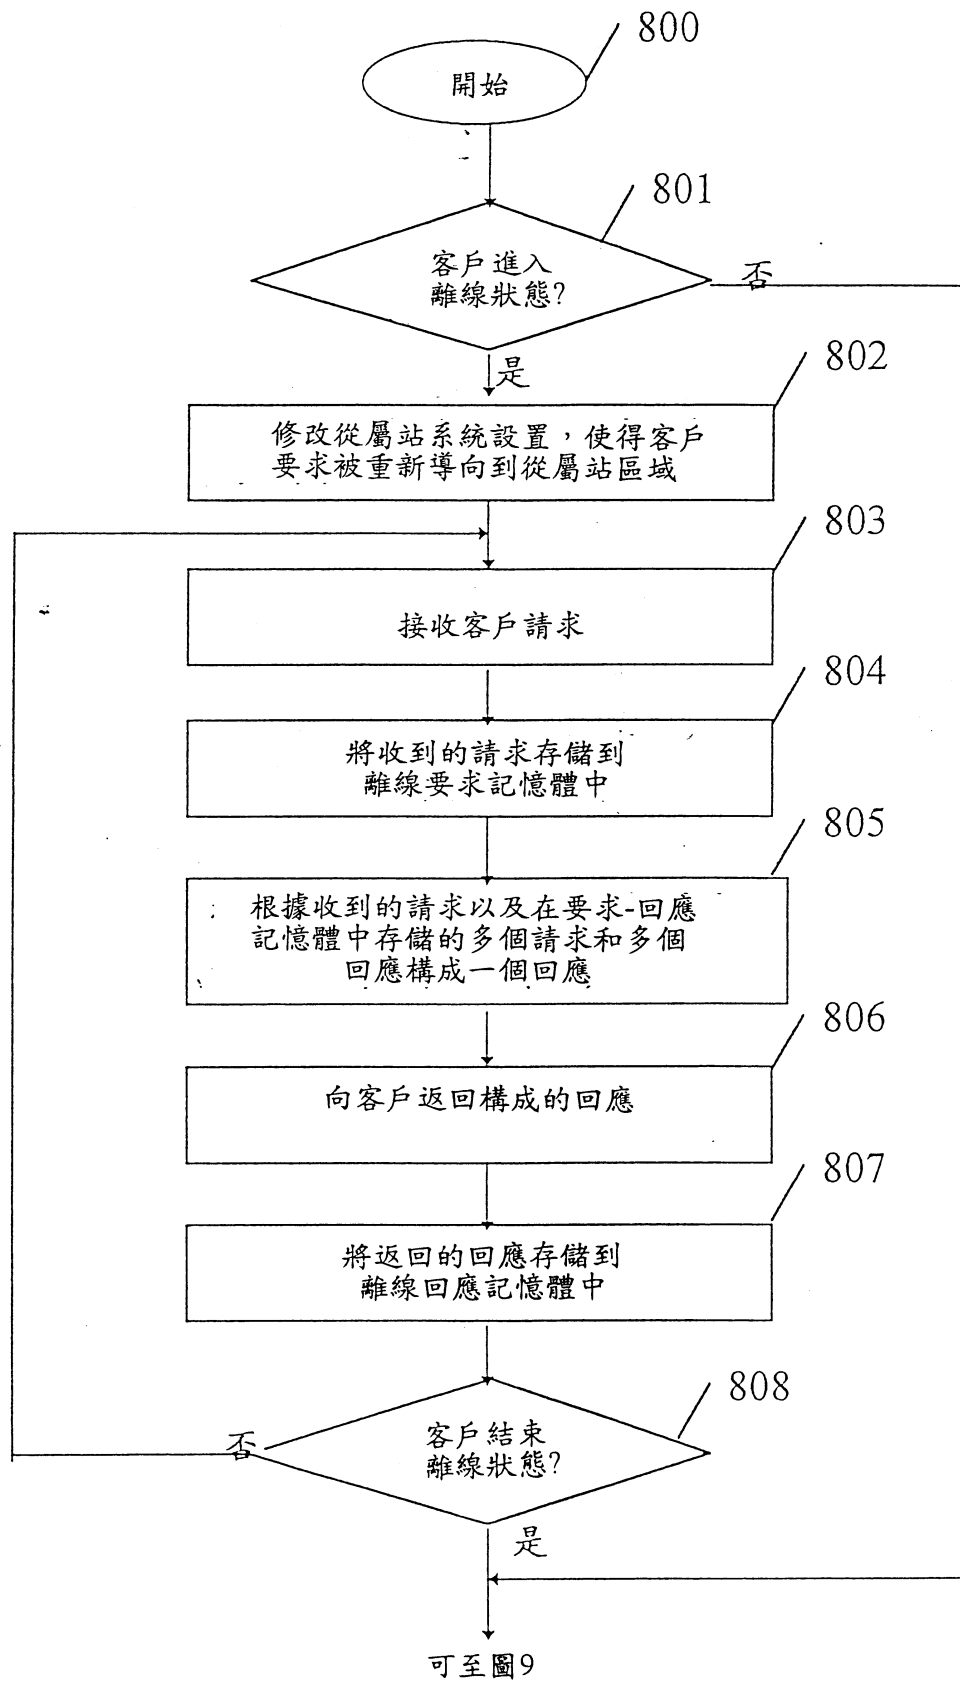 800
開始
801
客戶進入
離線狀態?
否
是
802
修改從屬站系統設置，使得客戶
要求被重新導向到從屬站區域
803
接收客戶請求
804
將收到的請求存儲到
離線要求記憶體中
805
根據收到的請求以及在要求-回應
記憶體中存儲的多個請求和多個
回應構成一個回應
806
向客戶返回構成的回應
807
將返回的回應存儲到
離線回應記憶體中
808
客戶結束
離線狀態?
否
是
可至圖9